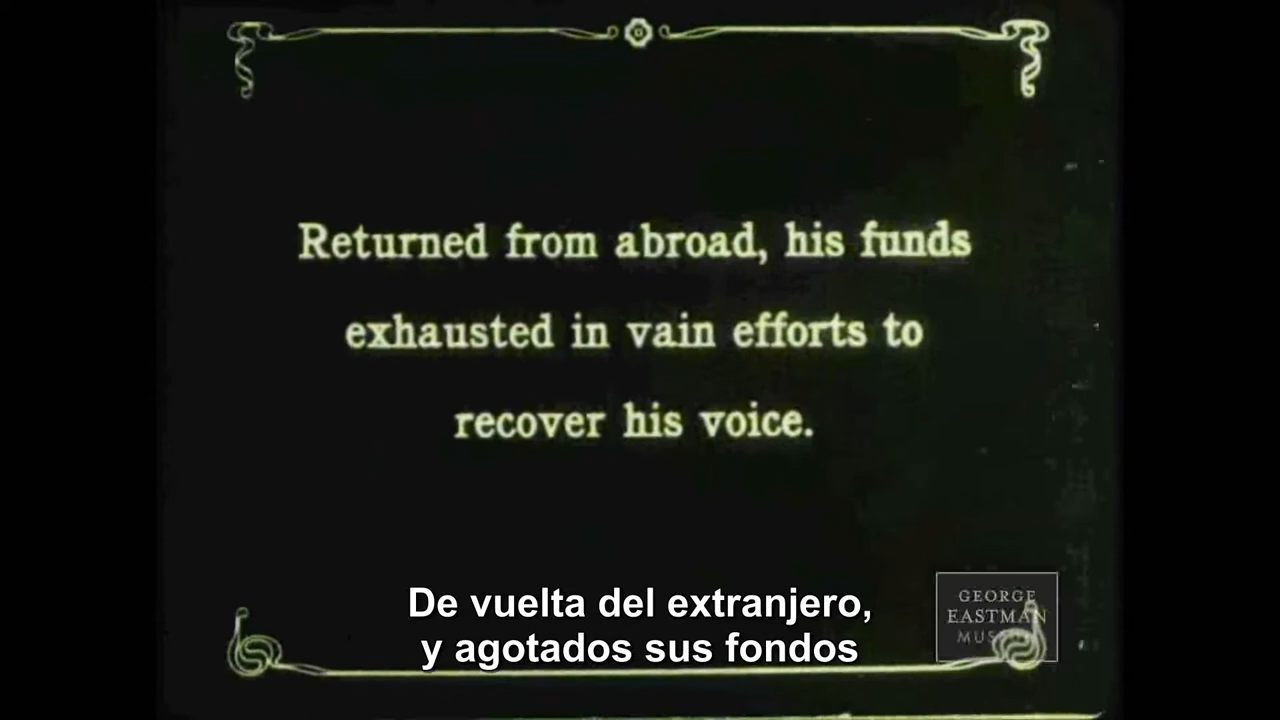 Returned from abroad, his funds
exhausted in vain efforts to
recover his voice.
De vuelta del extranjero,
y agotados sus fondos
GEORGE
EASTMAN
MUSEUM